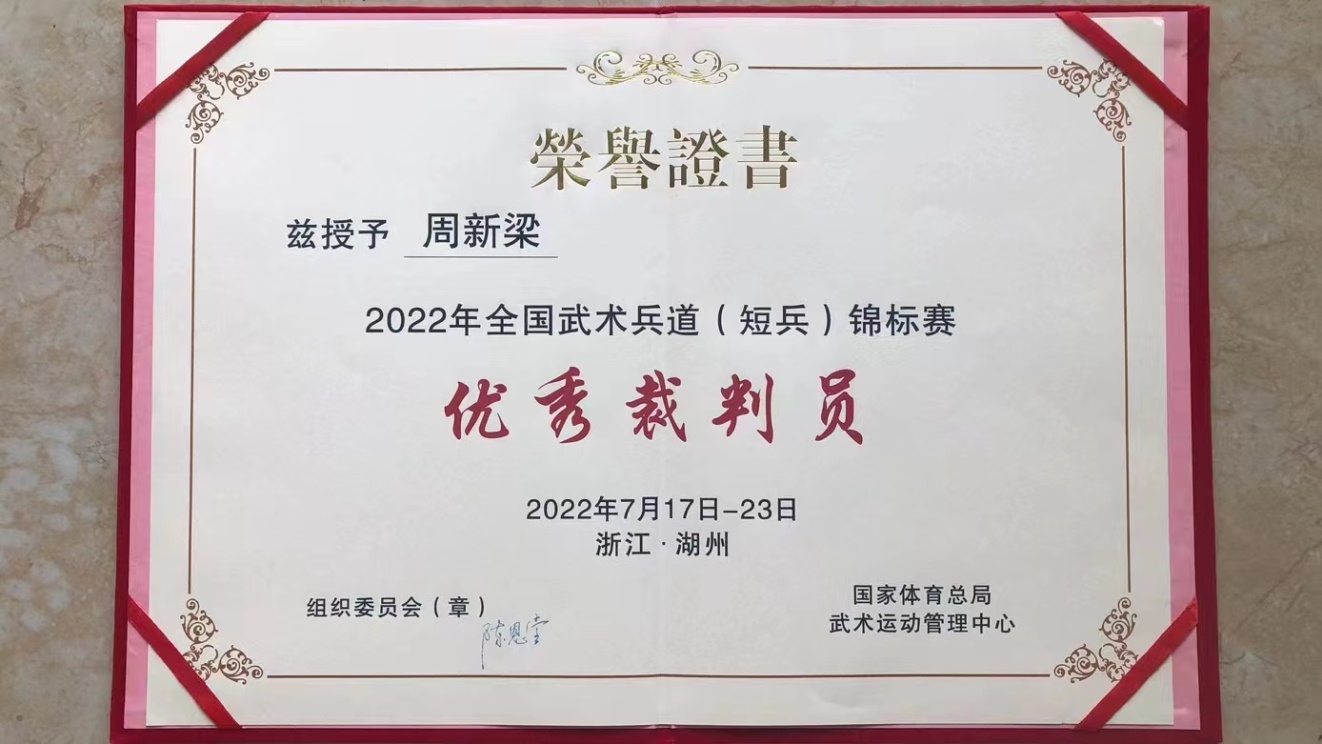 榮譽證書
兹授予 周新梁
2022年全国武术兵道（短兵）锦标赛
优秀裁判员
2022年7月17日-23日
浙江·湖州
组织委员会（章）
陈恩堂
国家体育总局
武术运动管理中心